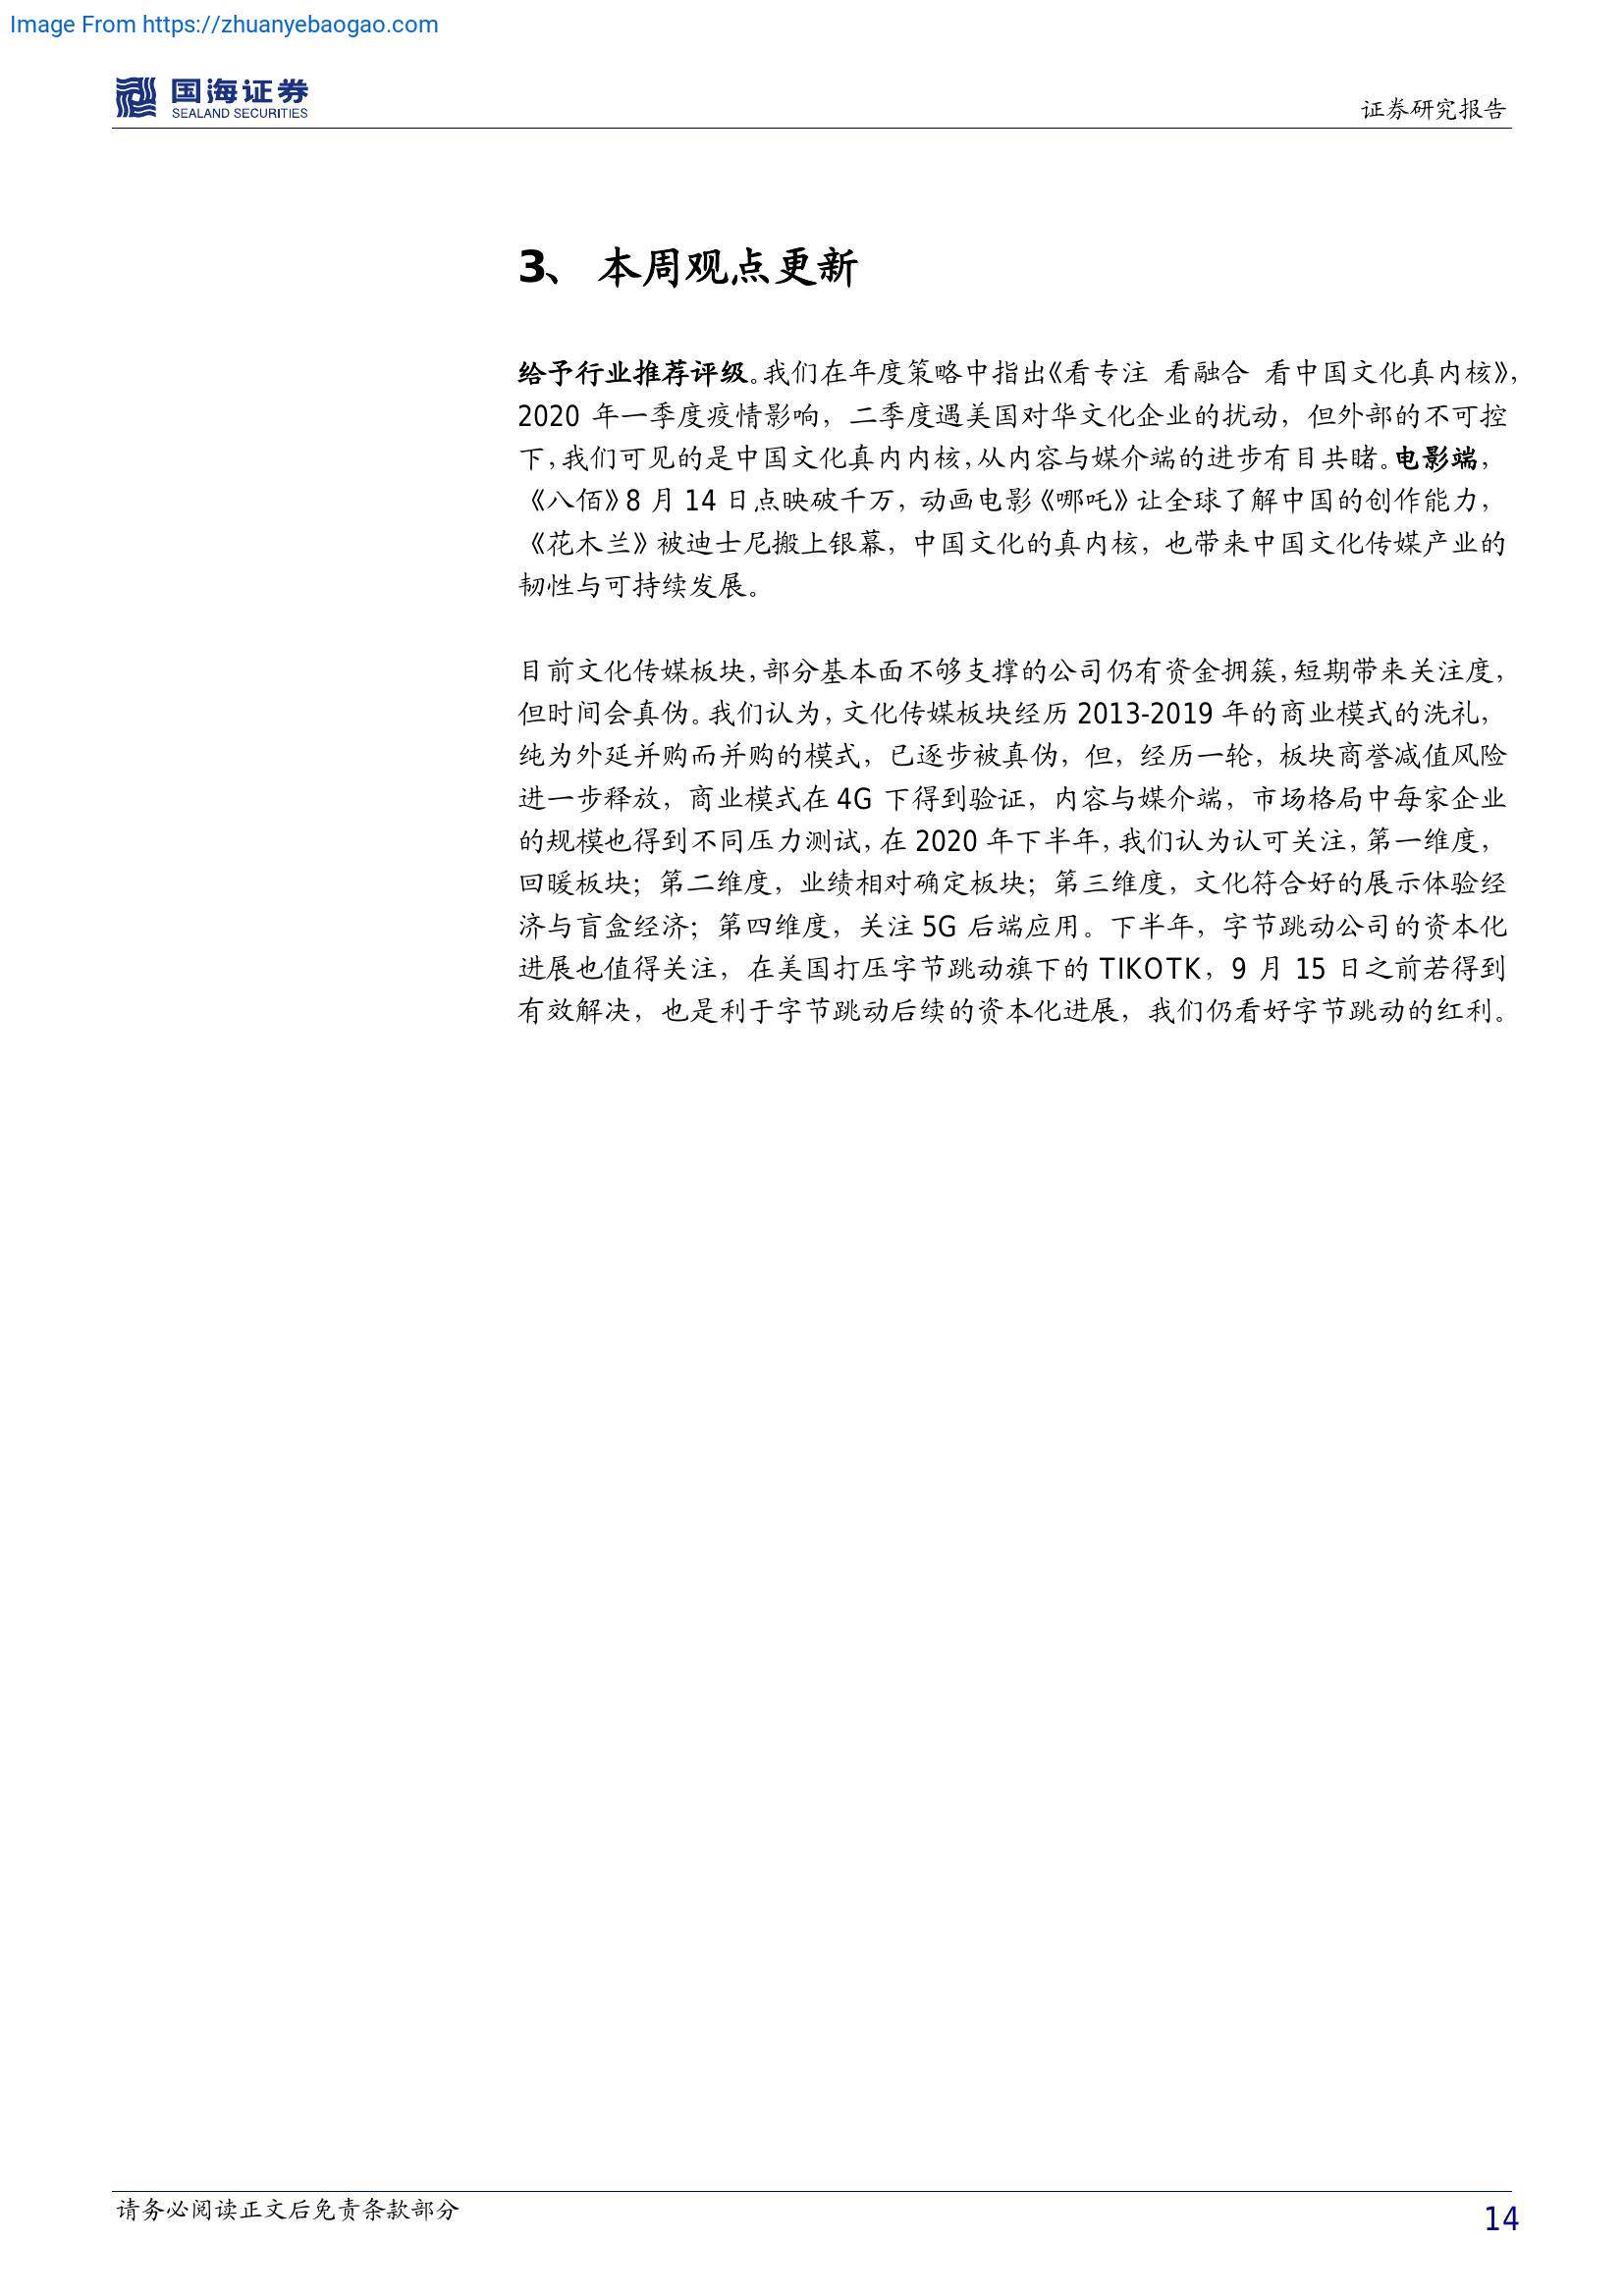 Image From https://zhuanyebaogao.com
国海证券
SEALAND SECURITIES
证券研究报告
3、 本周观点更新
给予行业推荐评级。我们在年度策略中指出《看专注 看融合 看中国文化真内核》，
2020 年一季度疫情影响，二季度遇美国对华文化企业的扰动，但外部的不可控
下，我们可见的是中国文化真内内核，从内容与媒介端的进步有目共睹。电影端，
《八佰》8 月 14 日点映破千万，动画电影《哪吒》让全球了解中国的创作能力，
《花木兰》被迪士尼搬上银幕，中国文化的真内核，也带来中国文化传媒产业的
韧性与可持续发展。
目前文化传媒板块，部分基本面不够支撑的公司仍有资金拥簇，短期带来关注度，
但时间会真伪。我们认为，文化传媒板块经历 2013-2019 年的商业模式的洗礼，
纯为外延并购而并购的模式，已逐步被真伪，但，经历一轮，板块商誉减值风险
进一步释放，商业模式在 4G 下得到验证，内容与媒介端，市场格局中每家企业
的规模也得到不同压力测试，在 2020 年下半年，我们认为认可关注，第一维度，
回暖板块；第二维度，业绩相对确定板块；第三维度，文化符合好的展示体验经
济与盲盒经济；第四维度，关注 5G 后端应用。下半年，字节跳动公司的资本化
进展也值得关注，在美国打压字节跳动旗下的 TIKOTK，9 月 15 日之前若得到
有效解决，也是利于字节跳动后续的资本化进展，我们仍看好字节跳动的红利。
请务必阅读正文后免责条款部分
14